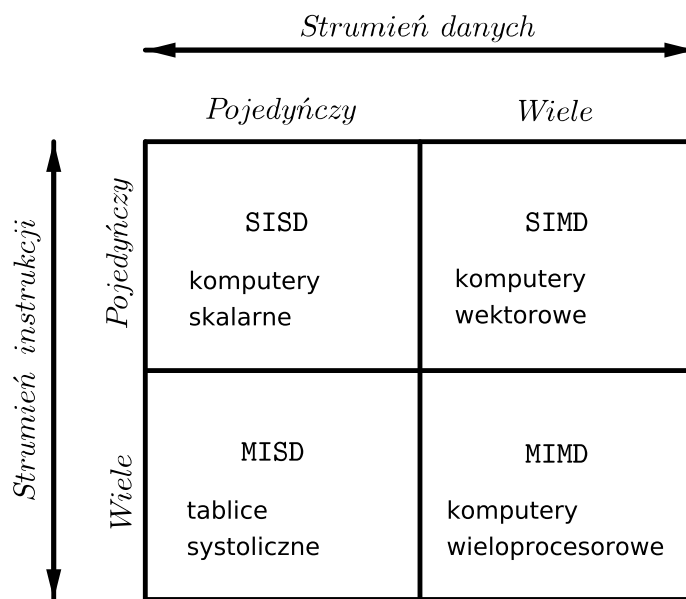 Strumień danych
Pojedyńczy
Wiele
Strumień instrukcji
Pojedyńczy
SISD
komputery
skalarne
SIMD
komputery
wektorowe
Wiele
MISD
tablice
systoliczne
MIMD
komputery
wieloprocesorowe